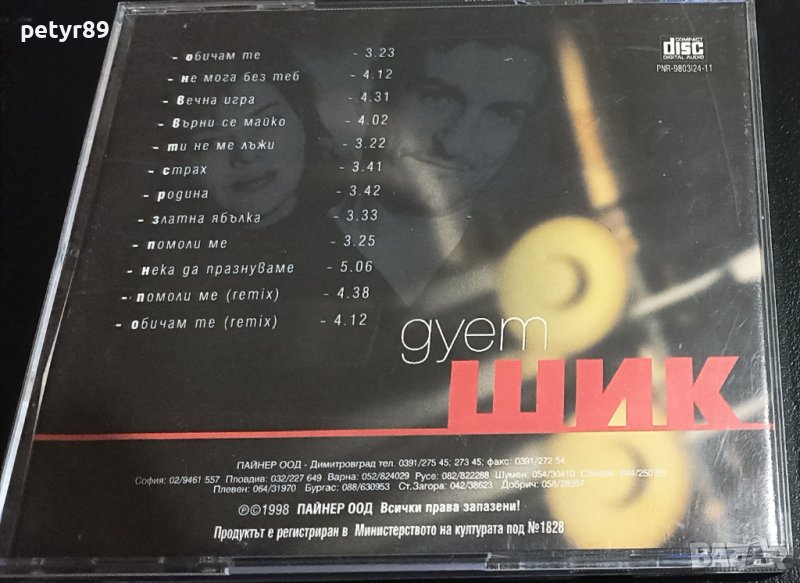 petyr89
COMPACT
disc
DIGITAL AUDIO
PNR-9803124-11
- обичам те - 3.23
- не мога без теб - 4.12
- вечна игра - 4.31
- върни се майко - 4.02
- ти не ме лъжи - 3.22
- страх - 3.41
- родина - 3.42
- златна ябълка - 3.33
- помоли ме - 3.25
- нека да празнуваме - 5.06
- помоли ме (remix) - 4.38
- обичам те (remix) - 4.12
дует
ШИК
ПАЙНЕР ООД - Димитровград тел. 0391/275 45; 273 45; факс: 0391/272 54
София: 02/9461 557 Пловдив: 032/227 649 Варна: 052/824029 Русе: 082/822288 Шумен: 054/30410 Сливен: 044/250
Плевен: 064/31970 Бургас: 088/630953 Ст.Загора: 042/38623 Добрич: 058/28557
℗©1998 ПАЙНЕР ООД Всички права запазени!
Продуктът е регистриран в Министерството на културата под №1828
BAZAR